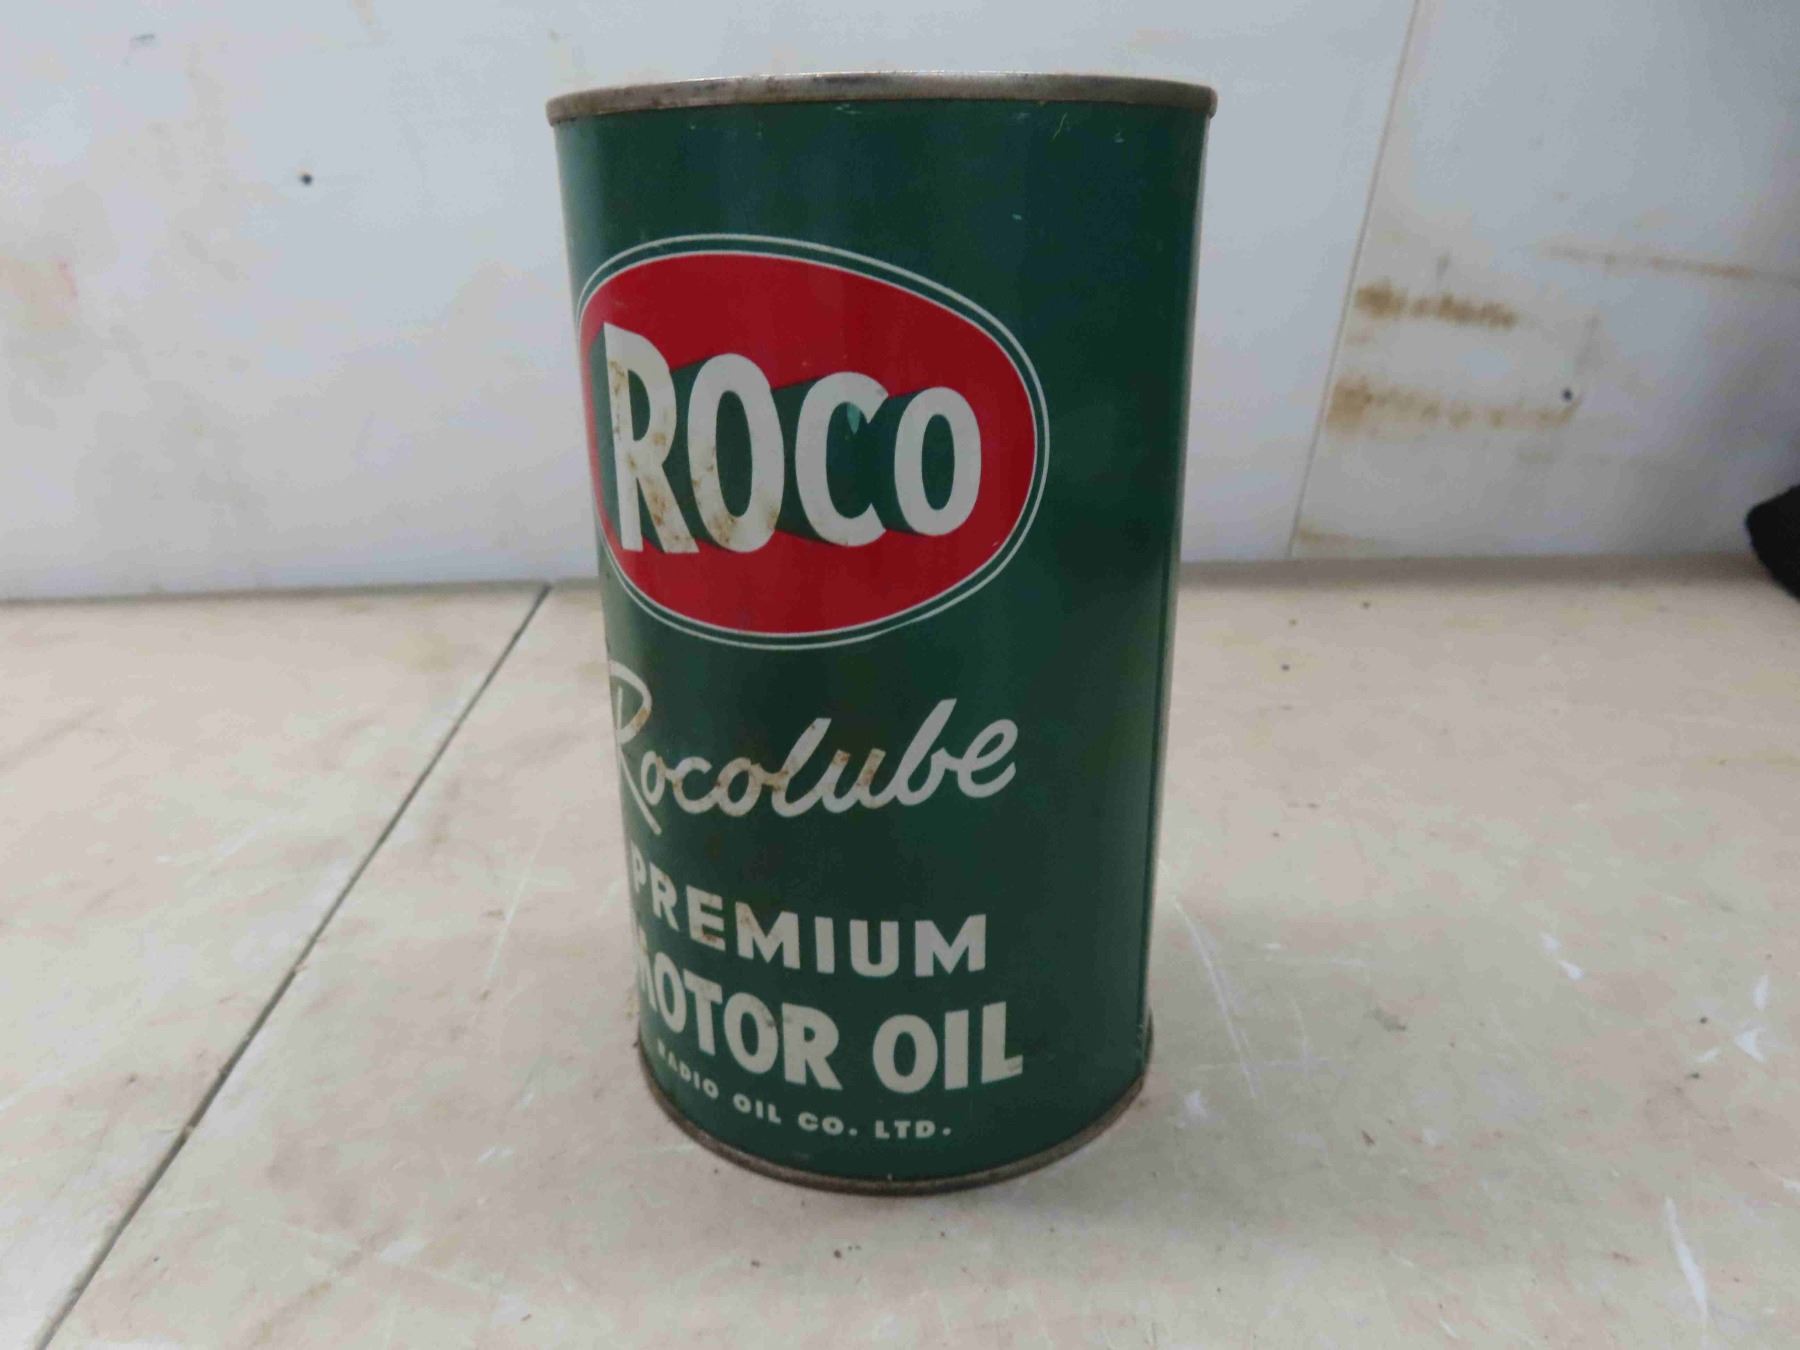 ROCO
Rocolube
PREMIUM
MOTOR OIL
RADIO OIL CO. LTD.